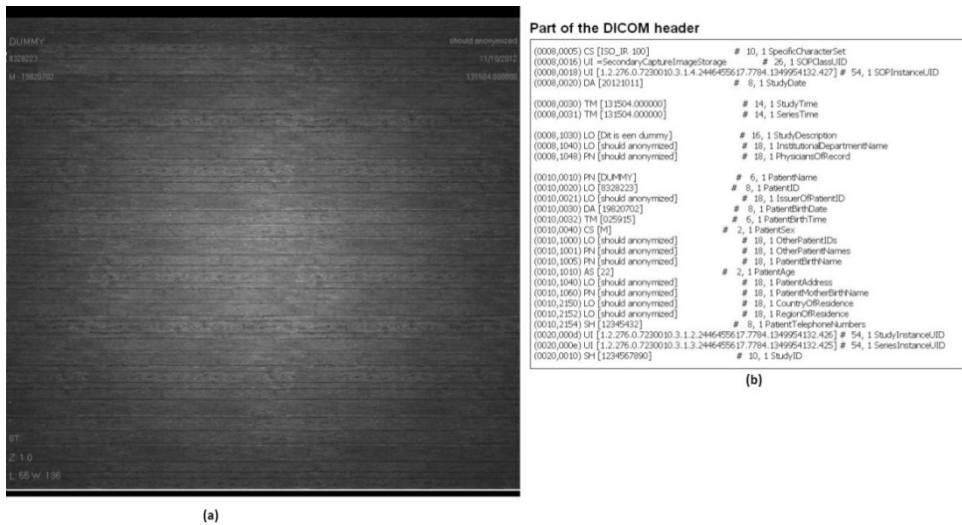 DUMMY
8328223
M - 19820702
should anonymized
11/10/2012
131504.000000
ST:
Z: 1.0
L: 55 W: 136
(a)
Part of the DICOM header
(0008,0005) CS [ISO_IR 100] # 10, 1 SpecificCharacterSet
(0008,0016) UI =SecondaryCaptureImageStorage # 26, 1 SOPClassUID
(0008,0018) UI [1.2.276.0.7230010.3.1.4.2446455617.7784.1349954132.427] # 54, 1 SOPInstanceUID
(0008,0020) DA [20121011] # 8, 1 StudyDate
(0008,0030) TM [131504.000000] # 14, 1 StudyTime
(0008,0031) TM [131504.000000] # 14, 1 SeriesTime
(0008,1030) LO [Dit is een dummy] # 16, 1 StudyDescription
(0008,1040) LO [should anonymized] # 18, 1 InstitutionalDepartmentName
(0008,1048) PN [should anonymized] # 18, 1 PhysiciansOfRecord
(0010,0010) PN [DUMMY] # 6, 1 PatientName
(0010,0020) LO [8328223] # 8, 1 PatientID
(0010,0021) LO [should anonymized] # 18, 1 IssuerOfPatientID
(0010,0030) DA [19820702] # 8, 1 PatientBirthDate
(0010,0032) TM [025915] # 6, 1 PatientBirthTime
(0010,0040) CS [M] # 2, 1 PatientSex
(0010,1000) LO [should anonymized] # 18, 1 OtherPatientIDs
(0010,1001) PN [should anonymized] # 18, 1 OtherPatientNames
(0010,1005) PN [should anonymized] # 18, 1 PatientBirthName
(0010,1010) AS [22] # 2, 1 PatientAge
(0010,1040) LO [should anonymized] # 18, 1 PatientAddress
(0010,1060) PN [should anonymized] # 18, 1 PatientMotherBirthName
(0010,2150) LO [should anonymized] # 18, 1 CountryOfResidence
(0010,2152) LO [should anonymized] # 18, 1 RegionOfResidence
(0010,2154) SH [12345432] # 8, 1 PatientTelephoneNumbers
(0020,000d) UI [1.2.276.0.7230010.3.1.2.2446455617.7784.1349954132.426] # 54, 1 StudyInstanceUID
(0020,000e) UI [1.2.276.0.7230010.3.1.3.2446455617.7784.1349954132.425] # 54, 1 SeriesInstanceUID
(0020,0010) SH [1234567890] # 10, 1 StudyID
(b)